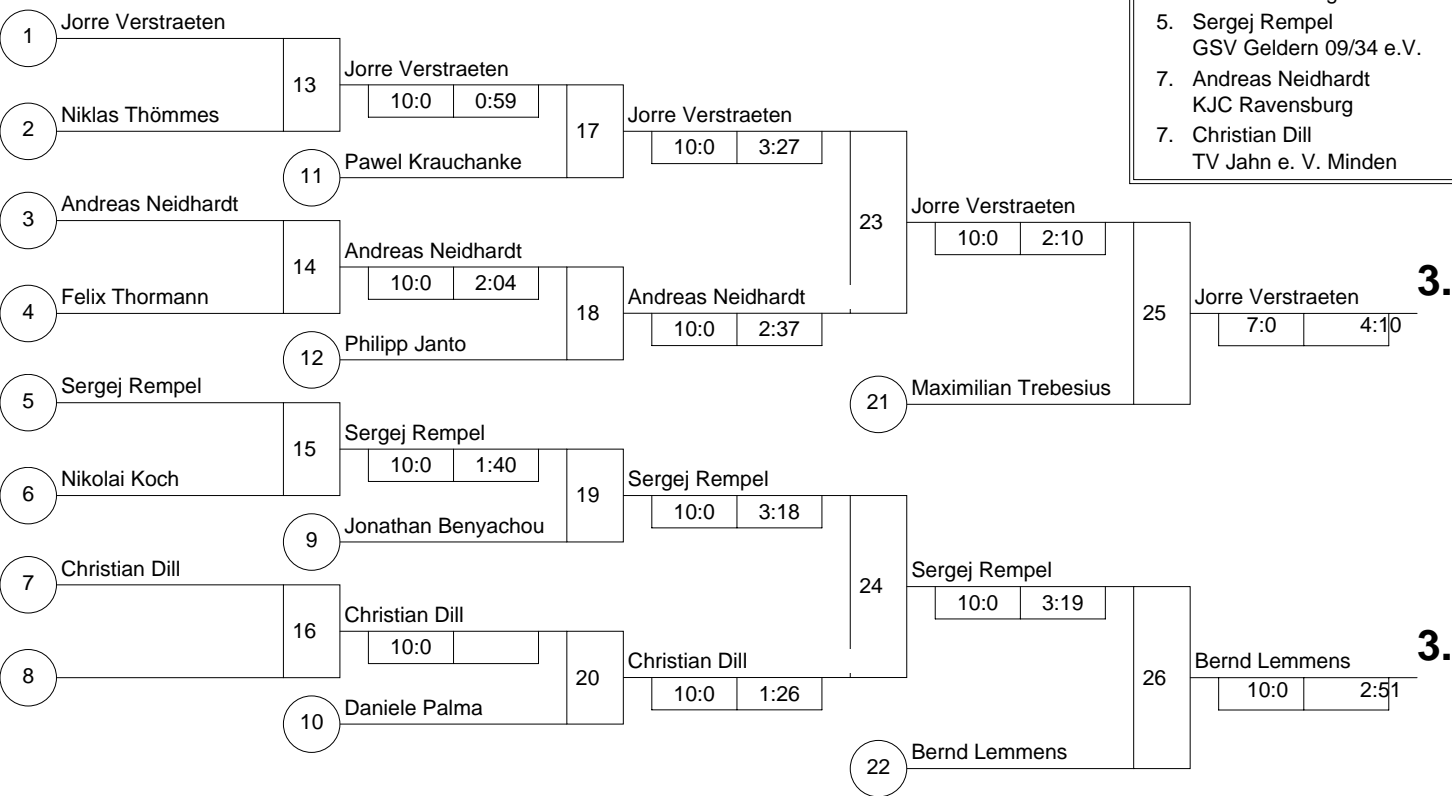 1 Jorre Verstraeten
5. Sergej Rempel
GSV Geldern 09/34 e.V.
7. Andreas Neidhardt
KJC Ravensburg
7. Christian Dill
TV Jahn e. V. Minden
13 Jorre Verstraeten
10:0 0:59
2 Niklas Thömmes
17 Jorre Verstraeten
10:0 3:27
11 Pawel Krauchanke
3 Andreas Neidhardt
23 Jorre Verstraeten
10:0 2:10
14 Andreas Neidhardt
10:0 2:04
4 Felix Thormann
18 Andreas Neidhardt
10:0 2:37
25 Jorre Verstraeten 3.
7:0 4:10
12 Philipp Janto
5 Sergej Rempel
21 Maximilian Trebesius
15 Sergej Rempel
10:0 1:40
6 Nikolai Koch
19 Sergej Rempel
10:0 3:18
9 Jonathan Benyachou
7 Christian Dill
24 Sergej Rempel
10:0 3:19
16 Christian Dill
10:0
8
20 Christian Dill
10:0 1:26
26 Bernd Lemmens 3.
10:0 2:51
10 Daniele Palma
22 Bernd Lemmens